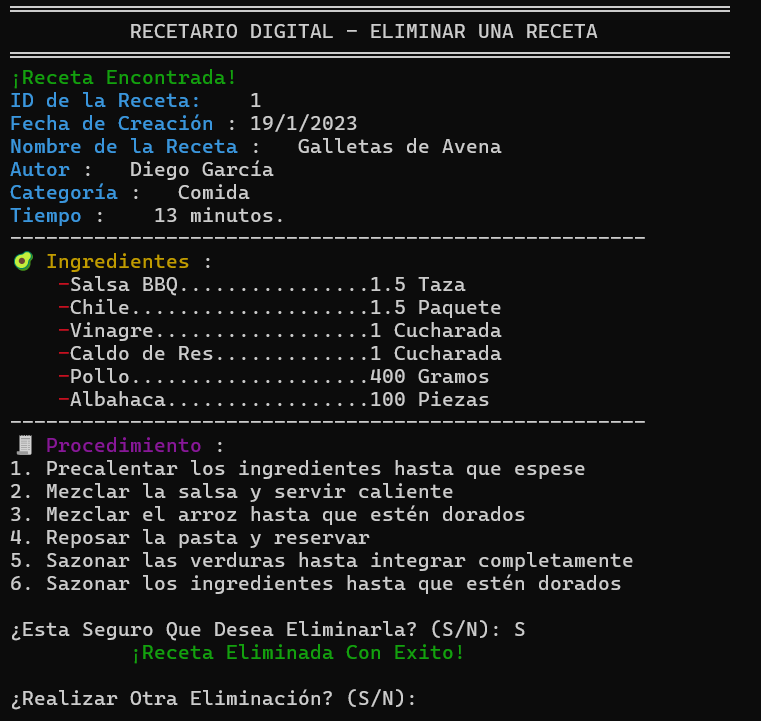 RECETARIO DIGITAL - ELIMINAR UNA RECETA
¡Receta Encontrada!
ID de la Receta:    1
Fecha de Creación : 19/1/2023
Nombre de la Receta :   Galletas de Avena
Autor :   Diego García
Categoría :   Comida
Tiempo :    13 minutos.
-----------------------------------------------------
Ingredientes :
-Salsa BBQ................1.5 Taza
-Chile....................1.5 Paquete
-Vinagre..................1 Cucharada
-Caldo de Res.............1 Cucharada
-Pollo....................400 Gramos
-Albahaca.................100 Piezas
-----------------------------------------------------
Procedimiento :
1. Precalentar los ingredientes hasta que espese
2. Mezclar la salsa y servir caliente
3. Mezclar el arroz hasta que estén dorados
4. Reposar la pasta y reservar
5. Sazonar las verduras hasta integrar completamente
6. Sazonar los ingredientes hasta que estén dorados
¿Esta Seguro Que Desea Eliminarla? (S/N): S
¡Receta Eliminada Con Exito!
¿Realizar Otra Eliminación? (S/N):